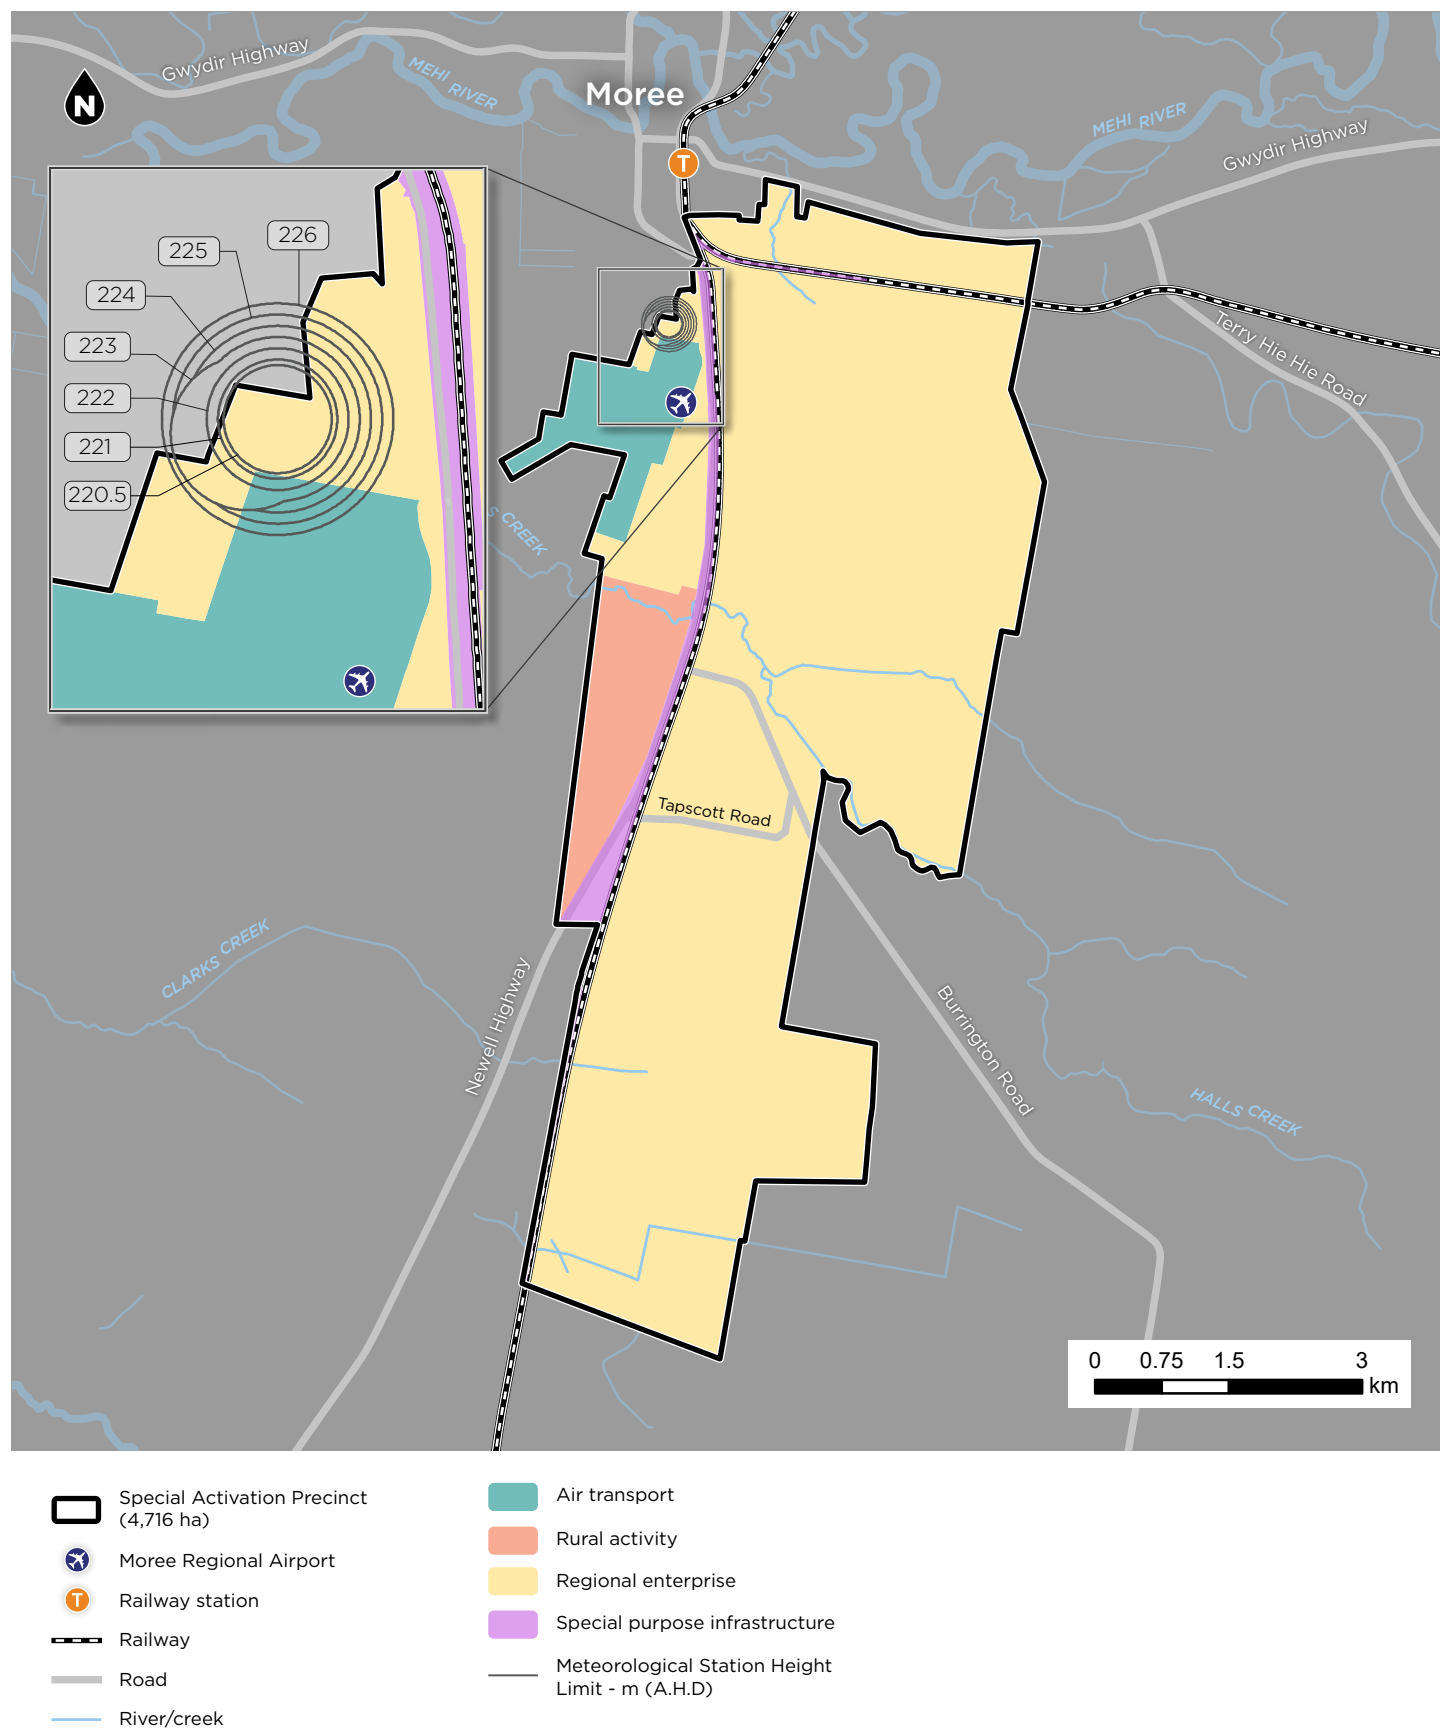 Gwydir Highway
MEHI
RIVER
Moree
N
T
MEHI RIVER
Gwydir Highway
226
225
224
223
222
221
220.5
Terry Hie Hie Road
S CREEK
Tapscott Road
CLARKS CREEK
Newell Highway
Burrington Road
HALLS CREEK
0 0.75 1.5 3
km
Special Activation Precinct
(4,716 ha)
Moree Regional Airport
T
Railway station
Railway
Road
River/creek
Air transport
Rural activity
Regional enterprise
Special purpose infrastructure
Meteorological Station Height
Limit - m (A.H.D)